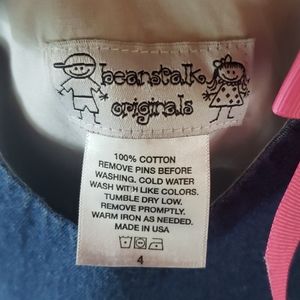 beanstalk
originals
100% COTTON
REMOVE PINS BEFORE
WASHING. COLD WATER
WASH WITH LIKE COLORS.
TUMBLE DRY LOW.
REMOVE PROMPTLY.
WARM IRON AS NEEDED.
MADE IN USA
4